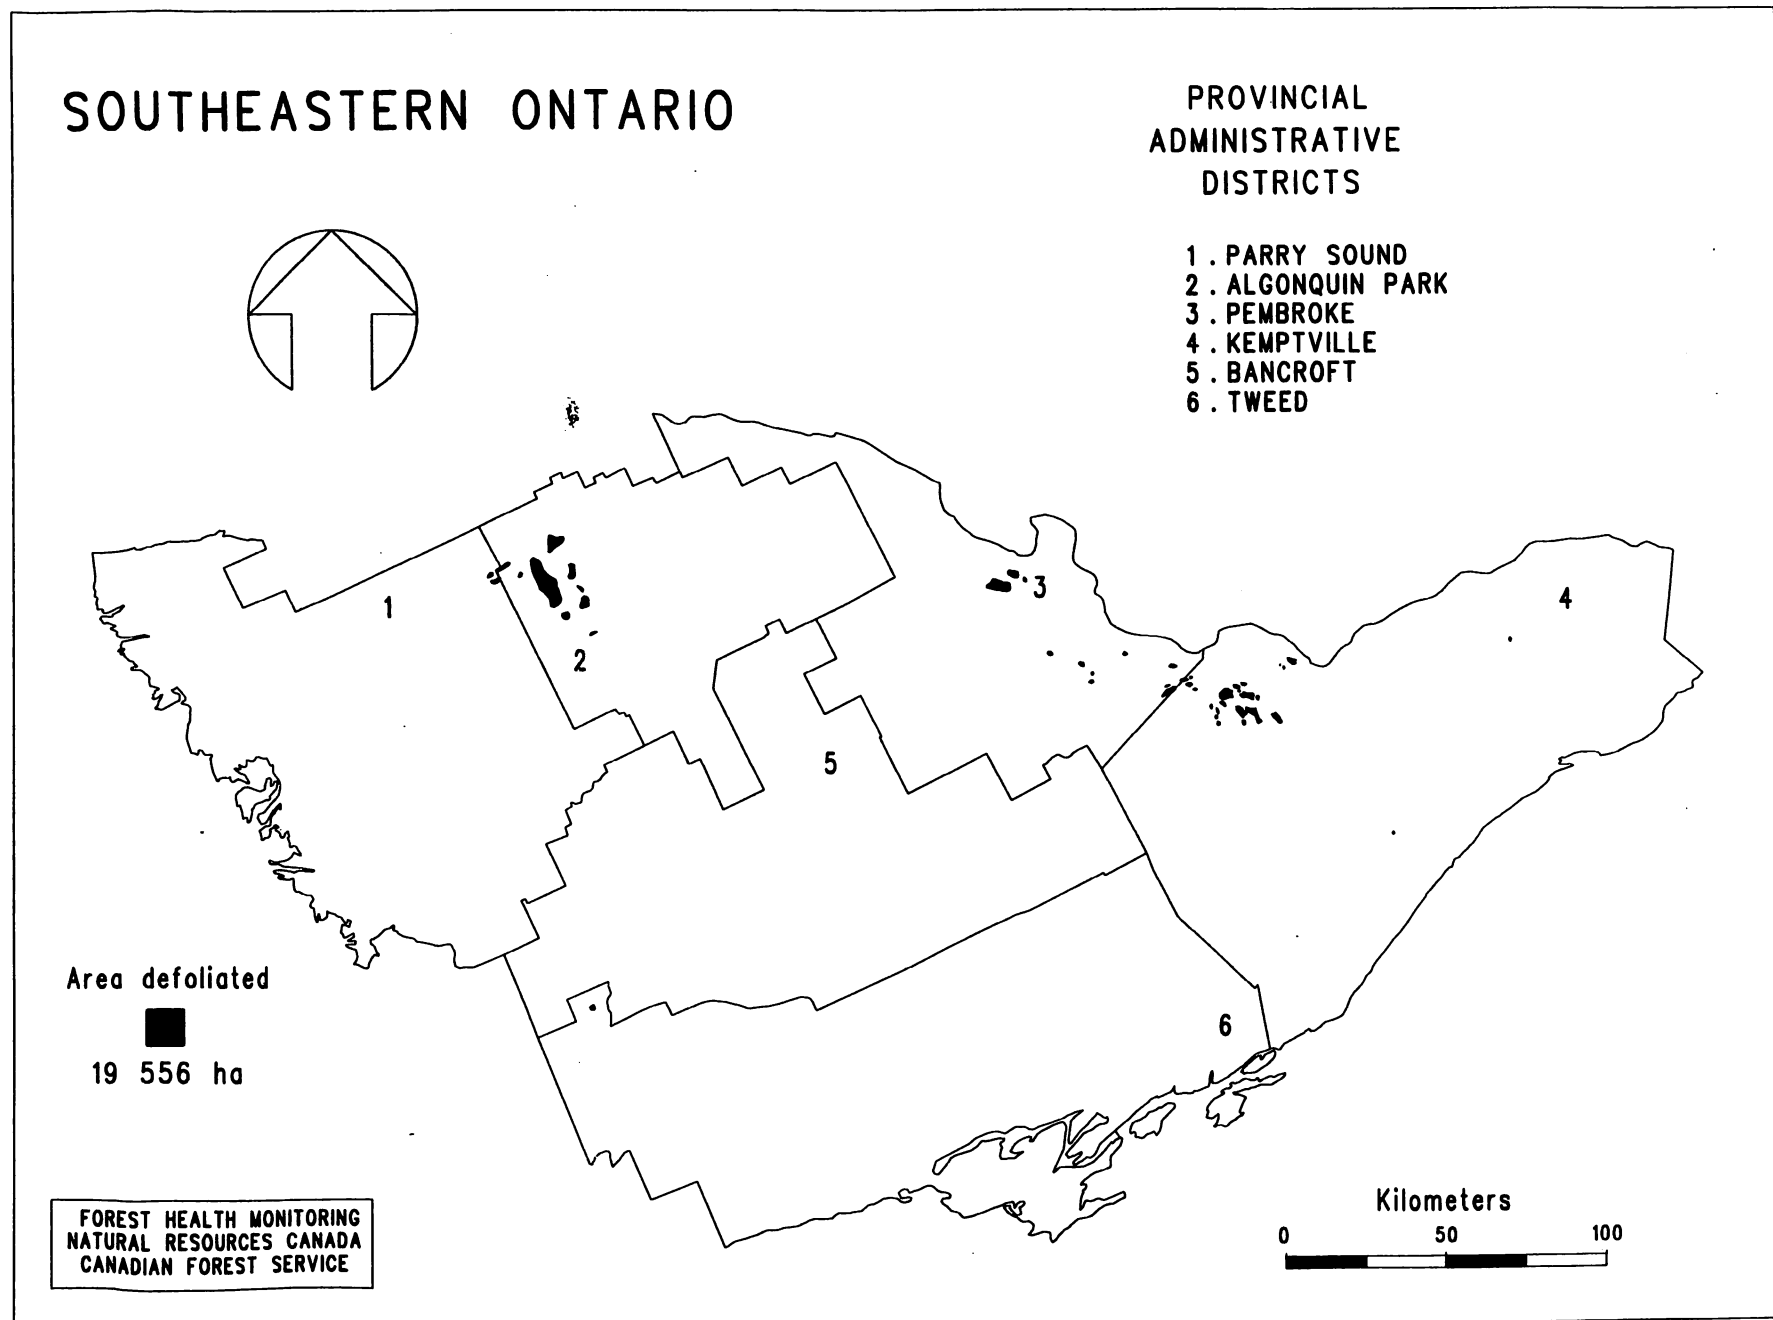 SOUTHEASTERN ONTARIO
PROVINCIAL
ADMINISTRATIVE
DISTRICTS
1 . PARRY SOUND
2 . ALGONQUIN PARK
3 . PEMBROKE
4 . KEMPTVILLE
5 . BANCROFT
6 . TWEED
3
4
1
2
5
Area defoliated
6
19 556 ha
Kilometers
0 50 100
FOREST HEALTH MONITORING
NATURAL RESOURCES CANADA
CANADIAN FOREST SERVICE